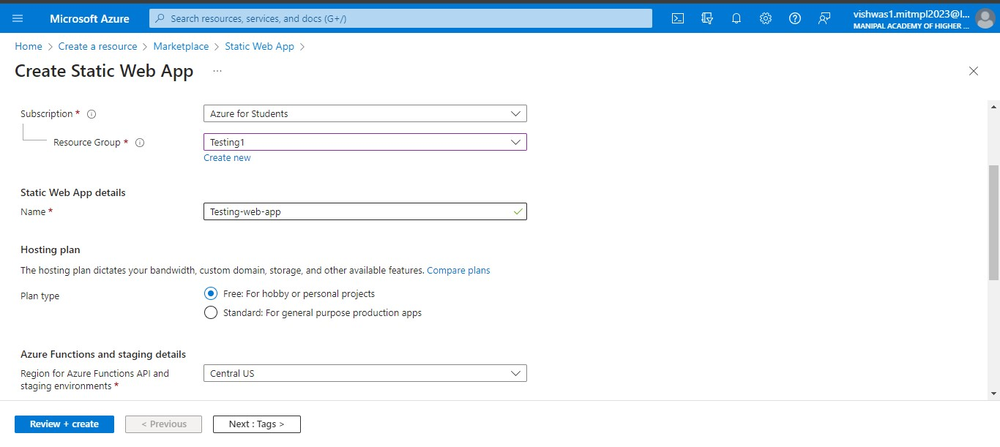 Microsoft Azure
Search resources, services, and docs (G+/)
vishwas1.mitmpl2023@l...
MANIPAL ACADEMY OF HIGHER ...
Home > Create a resource > Marketplace > Static Web App >
Create Static Web App ...
Subscription *
Azure for Students
Resource Group *
Testing1
Create new
Static Web App details
Name *
Testing-web-app
Hosting plan
The hosting plan dictates your bandwidth, custom domain, storage, and other available features. Compare plans
Plan type
Free: For hobby or personal projects
Standard: For general purpose production apps
Azure Functions and staging details
Region for Azure Functions API and
staging environments *
Central US
Review + create
< Previous
Next : Tags >